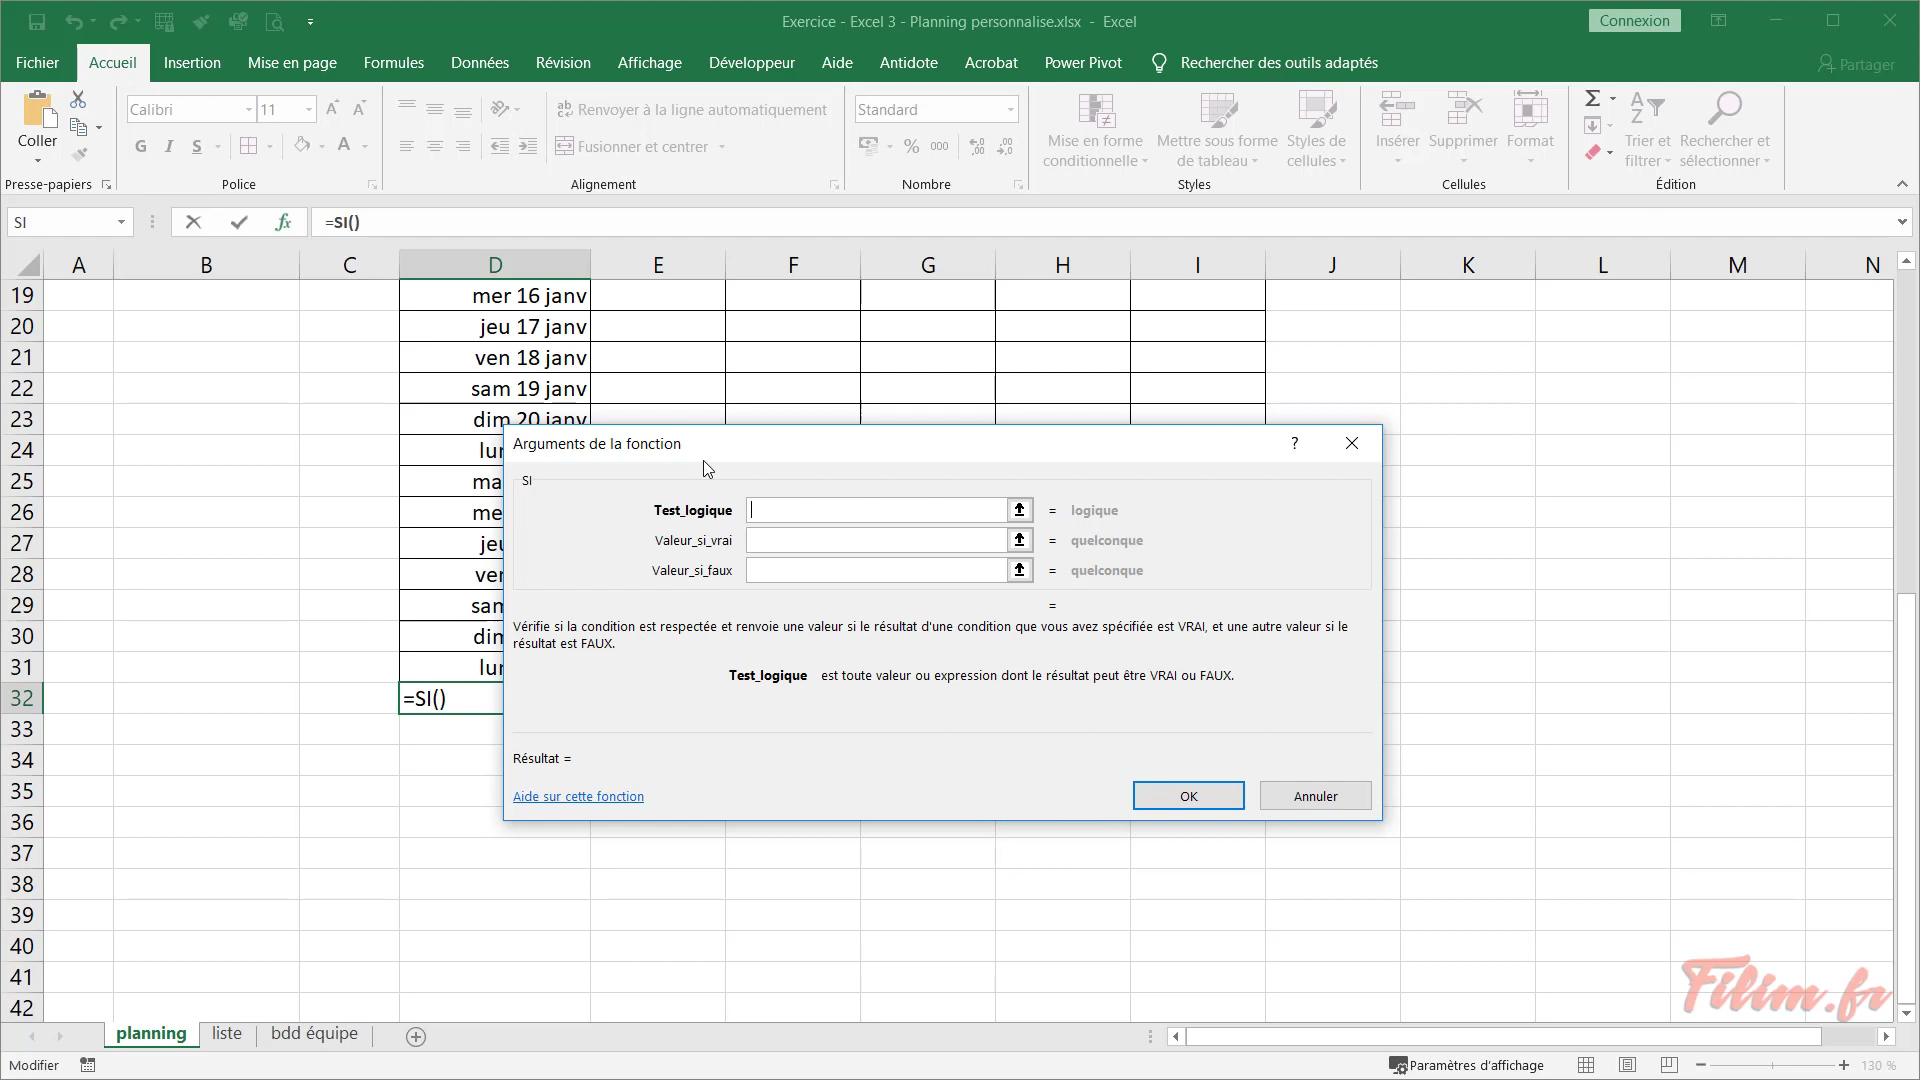 Exercice - Excel 3 - Planning personnalise.xlsx - Excel
Connexion
Fichier Accueil Insertion Mise en page Formules Données Révision Affichage Développeur Aide Antidote Acrobat Power Pivot Rechercher des outils adaptés Partager
Coller
Presse-papiers
Calibri 11
G I S A
Police
ab Renvoyer à la ligne automatiquement
Fusionner et centrer
Alignement
Standard
% 000
Nombre
Mise en forme conditionnelle
Mettre sous forme de tableau
Styles de cellules
Styles
Insérer Supprimer Format
Cellules
Trier et filtrer
Rechercher et sélectionner
Édition
SI fx =SI()
A B C D E F G H I J K L M N
19 mer 16 janv
20 jeu 17 janv
21 ven 18 janv
22 sam 19 janv
23 dim 20 janv
24
25
26
27
28
29
30
31
32 =SI()
33
34
35
36
37
38
39
40
41
42
Arguments de la fonction ?
SI
Test_logique = logique
Valeur_si_vrai = quelconque
Valeur_si_faux = quelconque
=
Vérifie si la condition est respectée et renvoie une valeur si le résultat d'une condition que vous avez spécifiée est VRAI, et une autre valeur si le
résultat est FAUX.
Test_logique est toute valeur ou expression dont le résultat peut être VRAI ou FAUX.
Résultat =
Aide sur cette fonction OK Annuler
Filim.fr
planning liste bdd équipe
Modifier Paramètres d'affichage 130 %